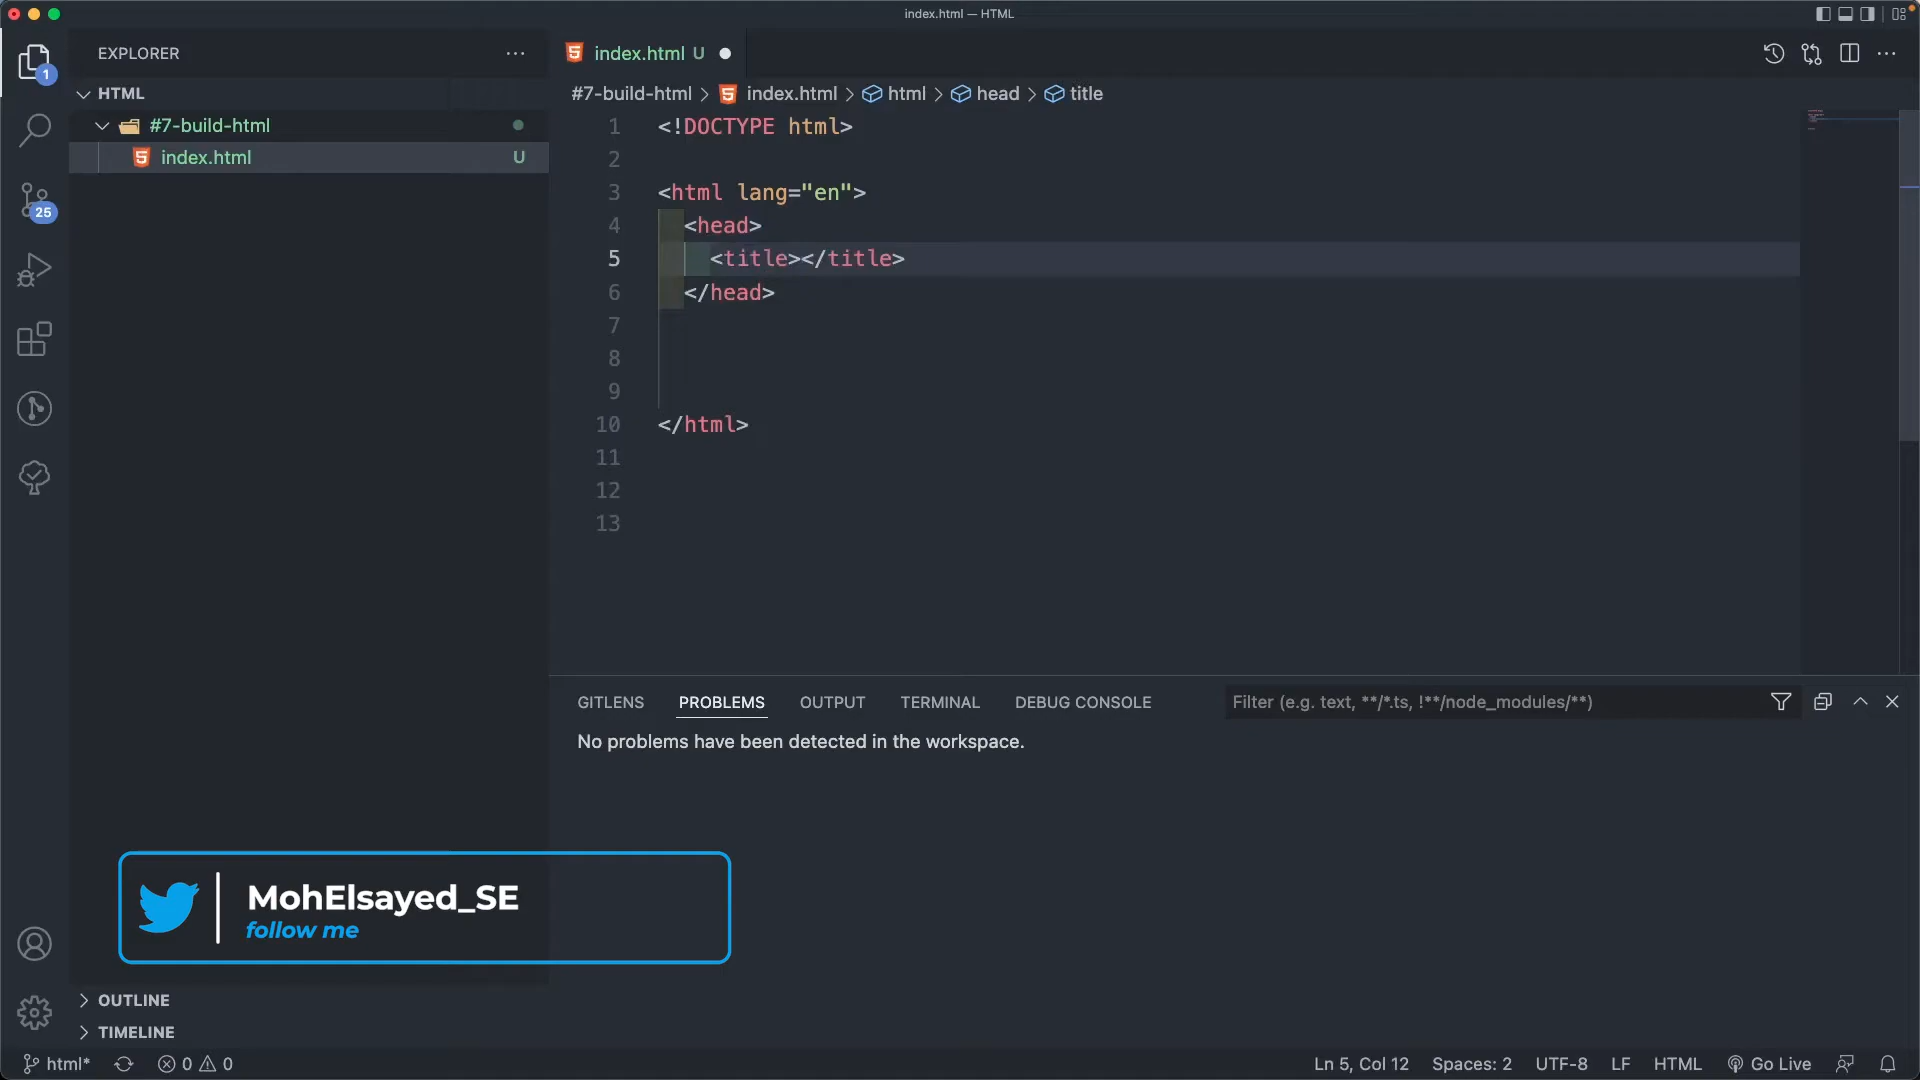 index.html — HTML
EXPLORER
index.html U
1
HTML
#7-build-html > index.html > html > head > title
#7-build-html
index.html U
25
1 <!DOCTYPE html>
2
3 <html lang="en">
4 <head>
5 <title></title>
6 </head>
7
8
9
10 </html>
11
12
13
GITLENS PROBLEMS OUTPUT TERMINAL DEBUG CONSOLE Filter (e.g. text, **/*.ts, !**/node_modules/**)
No problems have been detected in the workspace.
MohElsayed_SE
follow me
OUTLINE
TIMELINE
html* 0 0 Ln 5, Col 12 Spaces: 2 UTF-8 LF HTML Go Live